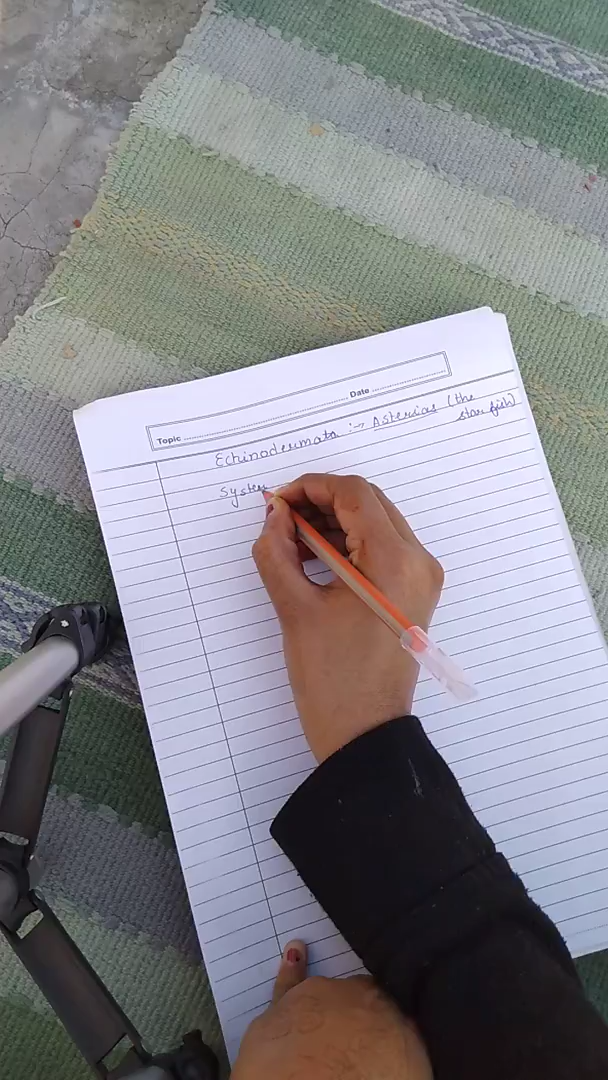 Topic ........................................ Date ....................
Echinodermata :→ Asterias (the
star fish)
System